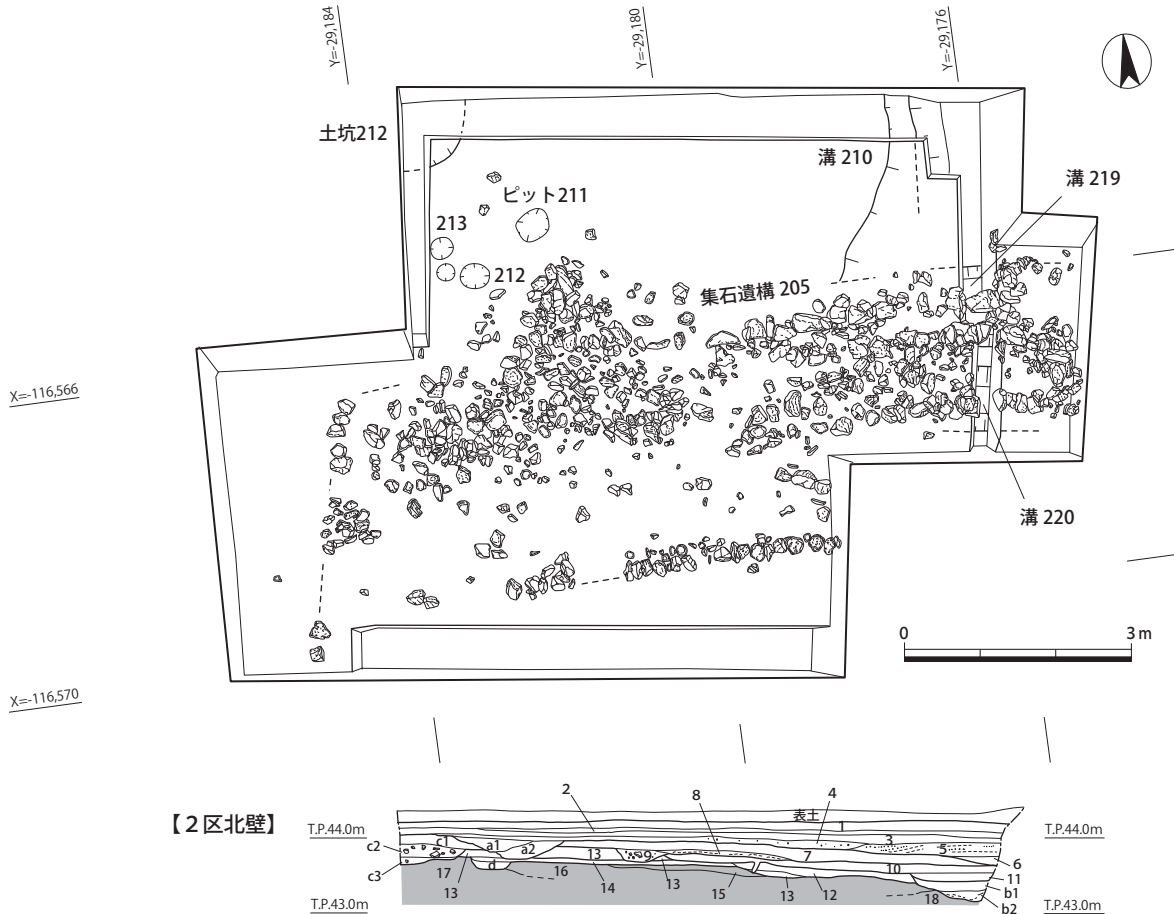 Y=-29,184
Y=-29,180
Y=-29,176
土坑212
溝 210
溝 219
ピット211
213
212
集石遺構 205
X=-116,566
溝 220
0
3 m
X=-116,570
【2区北壁】
T.P.44.0m
T.P.43.0m
2
8
4
表土
1
3
5
c1
a1
a2
c2
13
9
7
6
10
11
c3
17
d
16
13
14
13
15
13
12
18
b1
b2
T.P.44.0m
T.P.43.0m